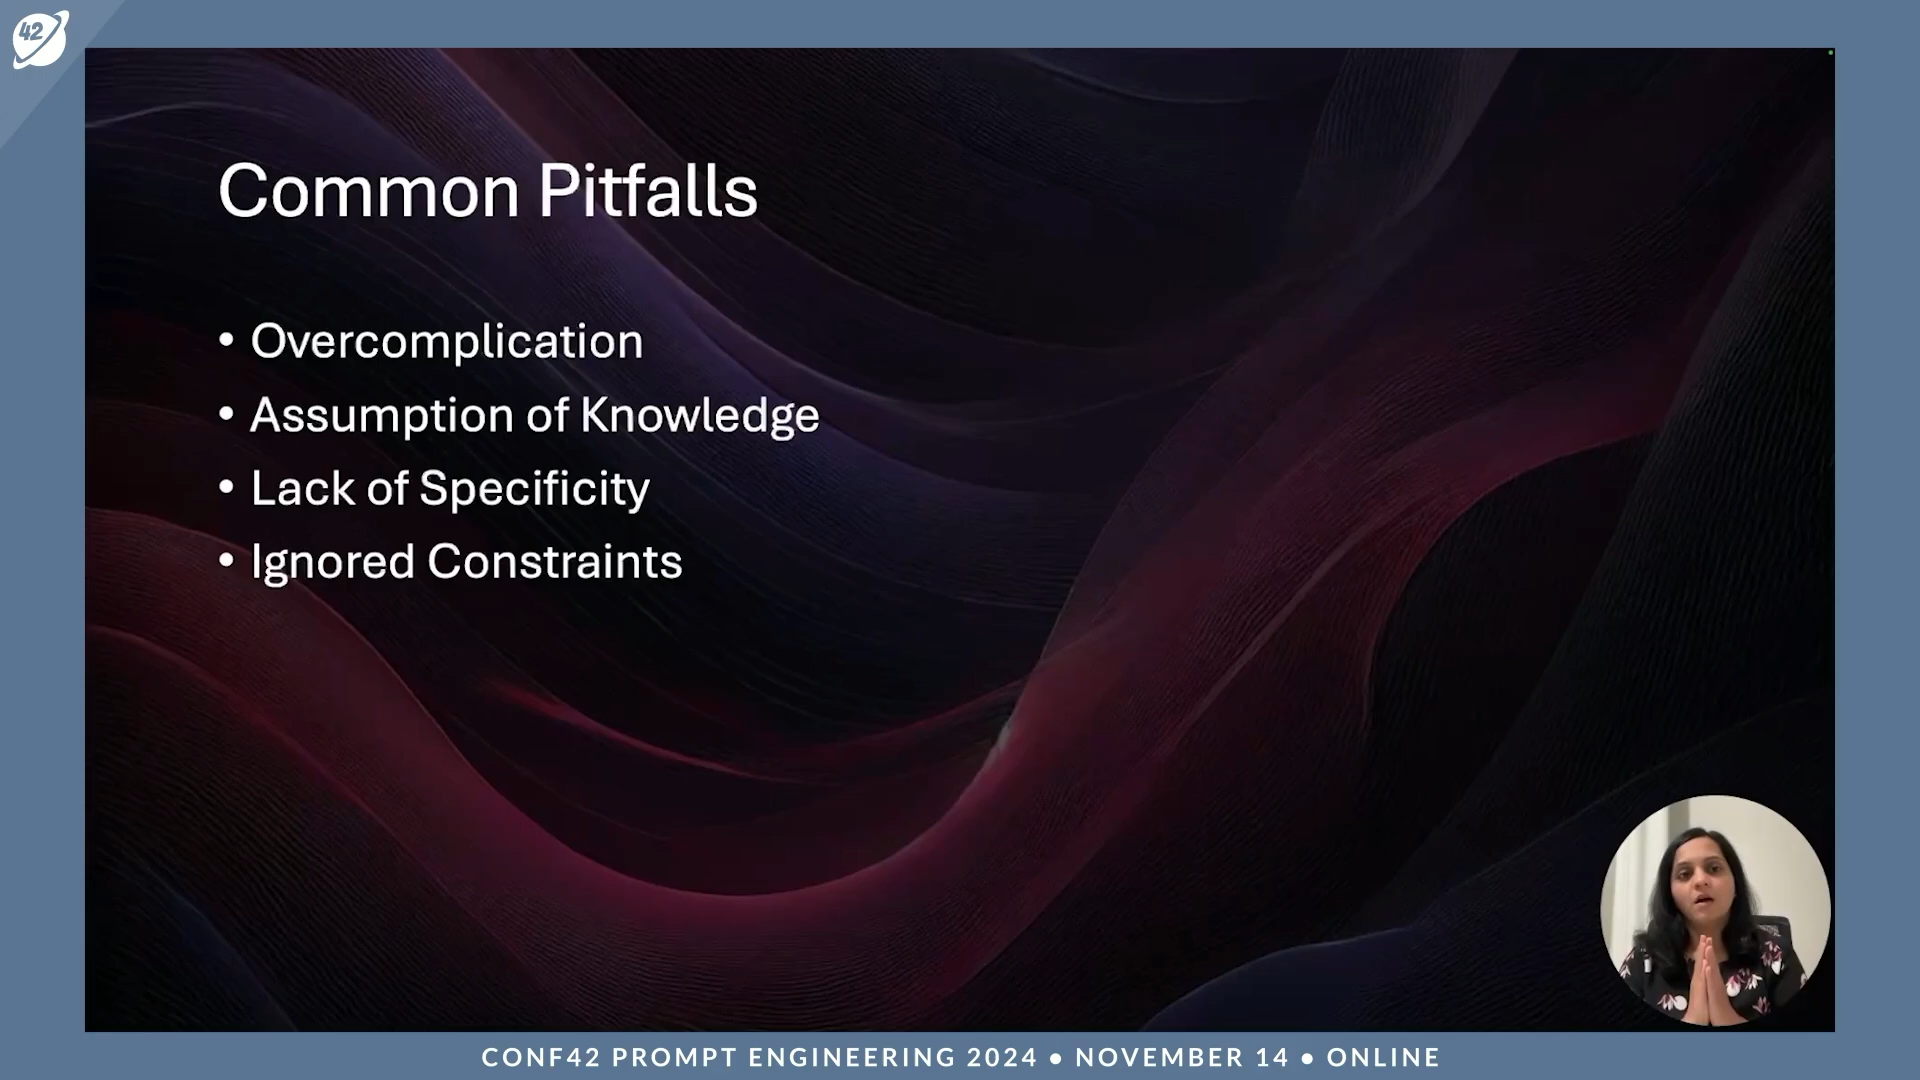 42
Common Pitfalls
• Overcomplication
• Assumption of Knowledge
• Lack of Specificity
• Ignored Constraints
CONF42 PROMPT ENGINEERING 2024 • NOVEMBER 14 • ONLINE